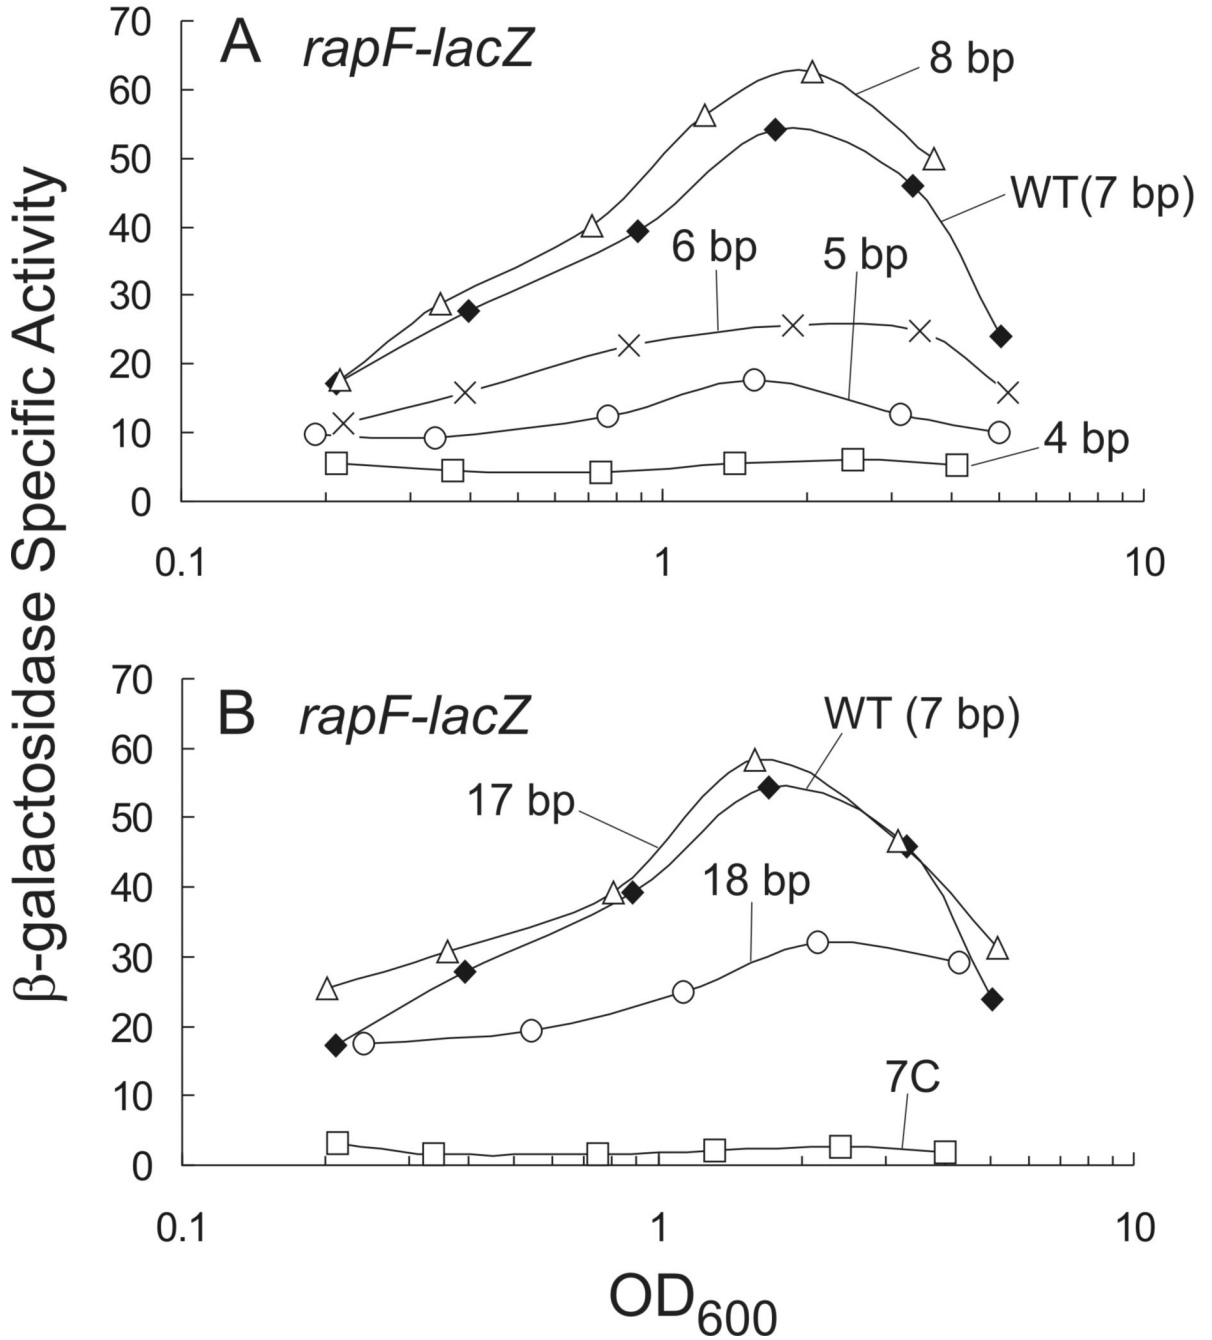 β-galactosidase Specific Activity
A rapF-lacZ
70
60
50
40
30
20
10
0
8 bp
WT(7 bp)
6 bp
5 bp
4 bp
0.1
1
10
B rapF-lacZ
70
60
50
40
30
20
10
0
WT (7 bp)
17 bp
18 bp
7C
0.1
1
10
OD600